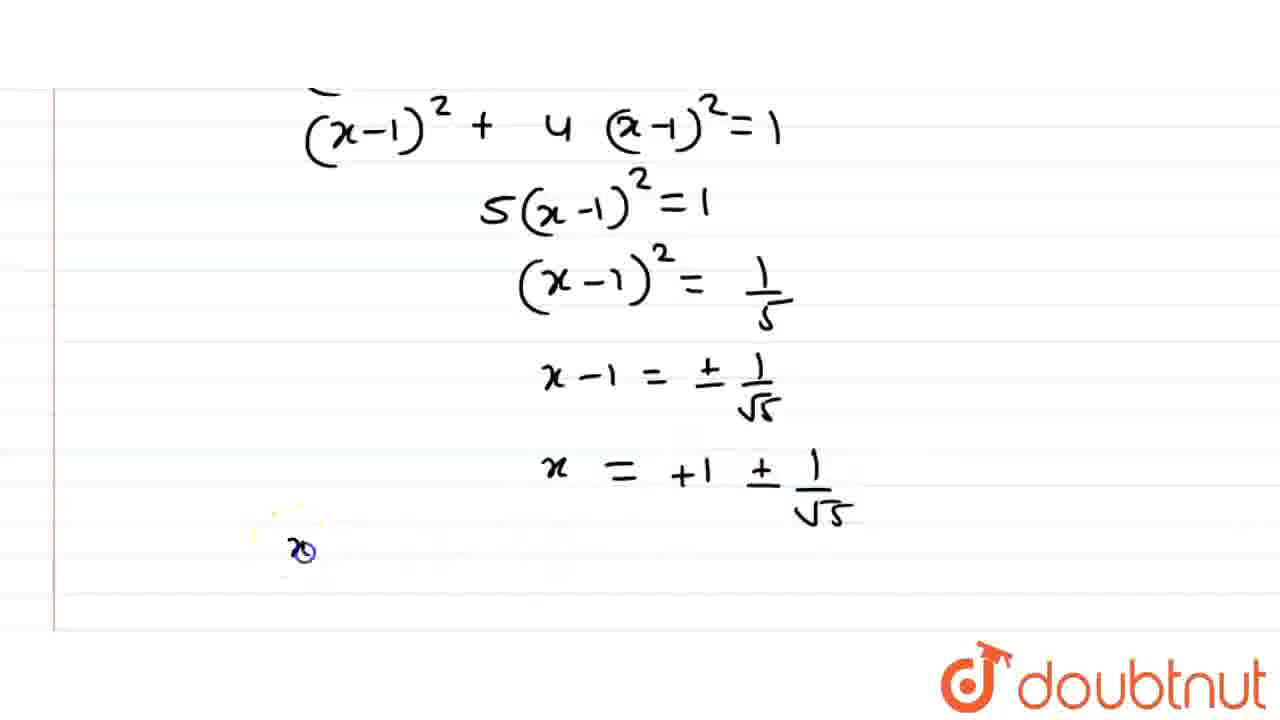 (x-1)² + 4 (x-1)² = 1
5(x-1)² = 1
(x-1)² = 1/5
x-1 = ± 1/√5
x = +1 ± 1/√5
x
doubtnut